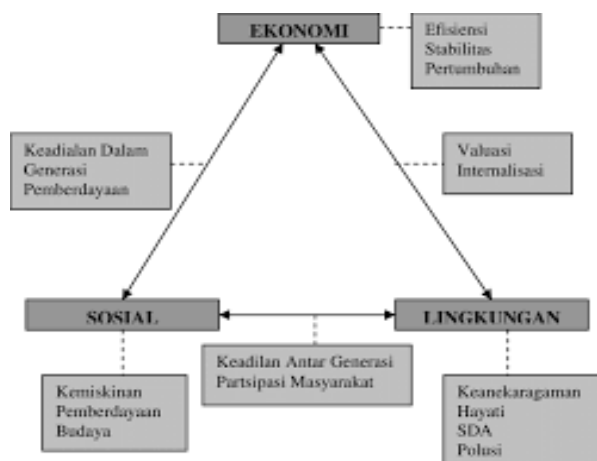 EKONOMI
Efisiensi
Stabilitas
Pertumbuhan
Keadialan Dalam
Generasi
Pemberdayaan
Valuasi
Internalisasi
SOSIAL
LINGKUNGAN
Keadilan Antar Generasi
Partsipasi Masyarakat
Kemiskinan
Pemberdayaan
Budaya
Keanekaragaman
Hayati
SDA
Polusi